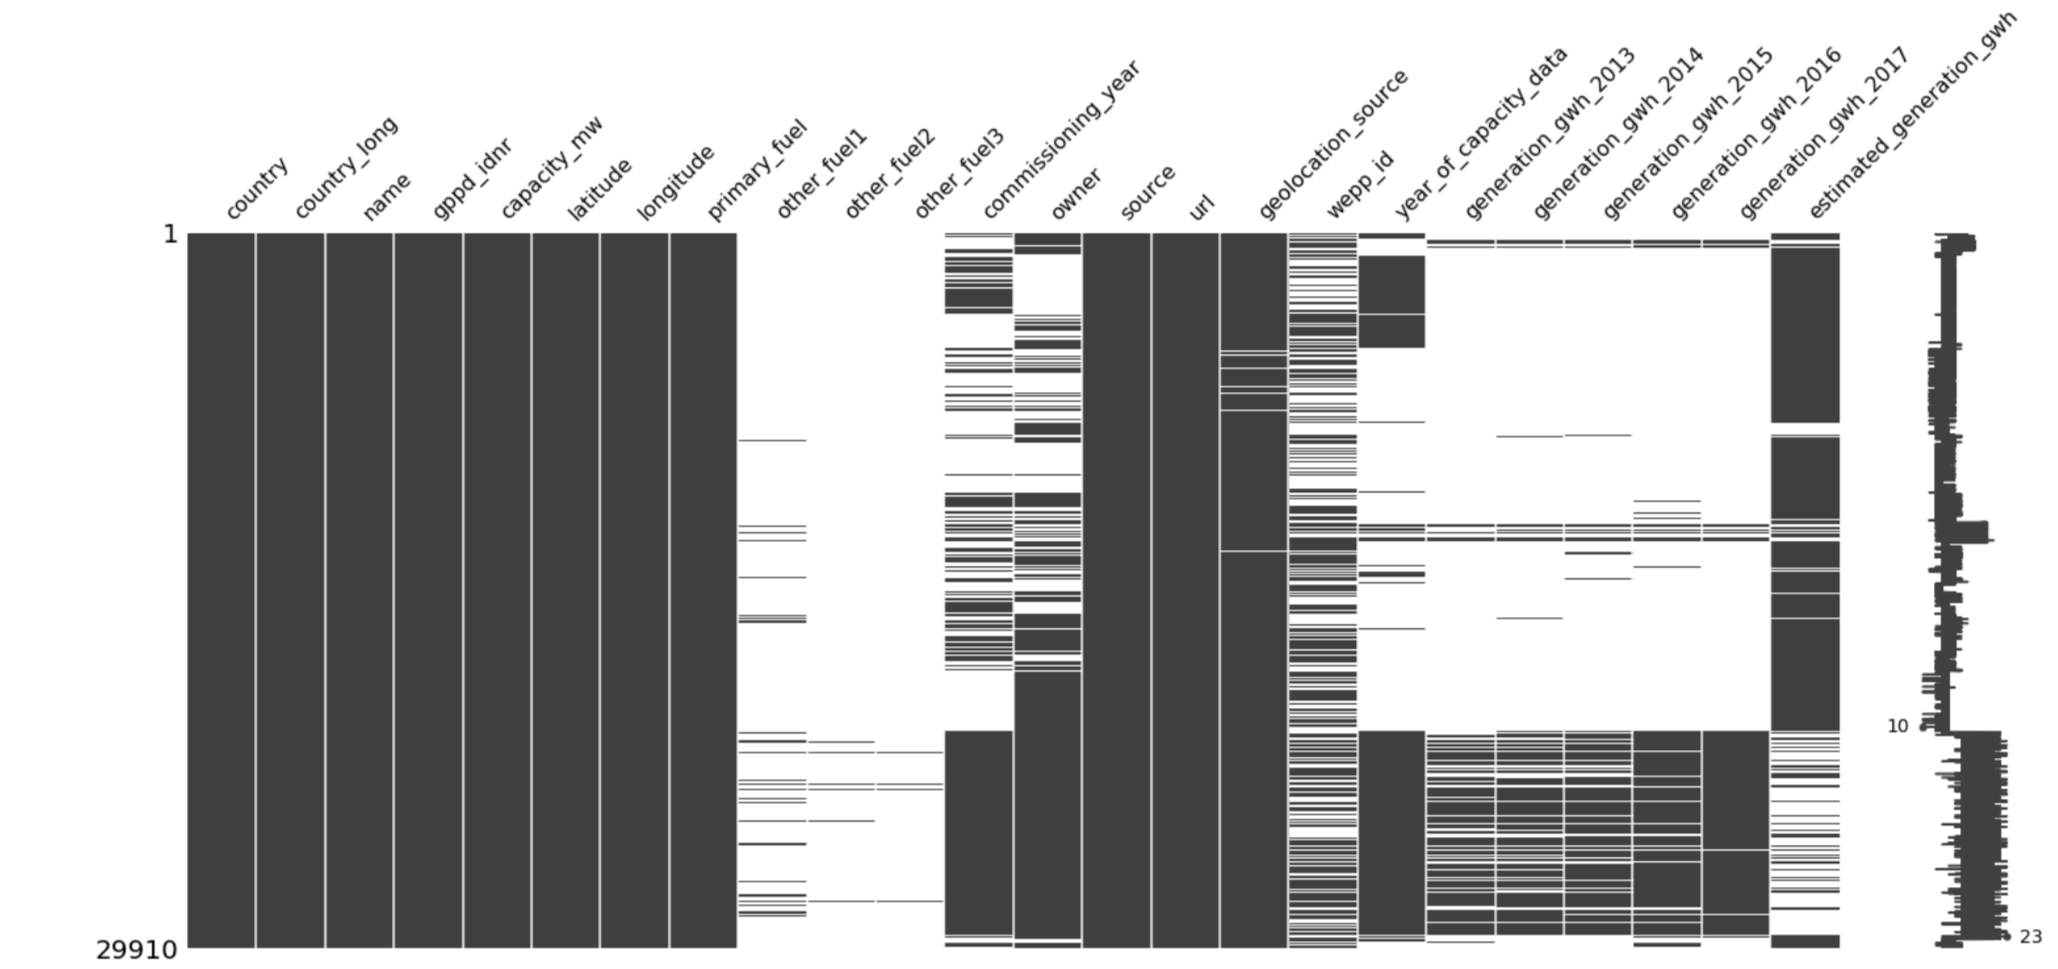 country
country_long
name
gppd_idnr
capacity_mw
latitude
longitude
primary_fuel
other_fuel1
other_fuel2
other_fuel3
commissioning_year
owner
source
url
geolocation_source
wepp_id
year_of_capacity_data
generation_gwh_2013
generation_gwh_2014
generation_gwh_2015
generation_gwh_2016
generation_gwh_2017
estimated_generation_gwh
1
10
23
29910